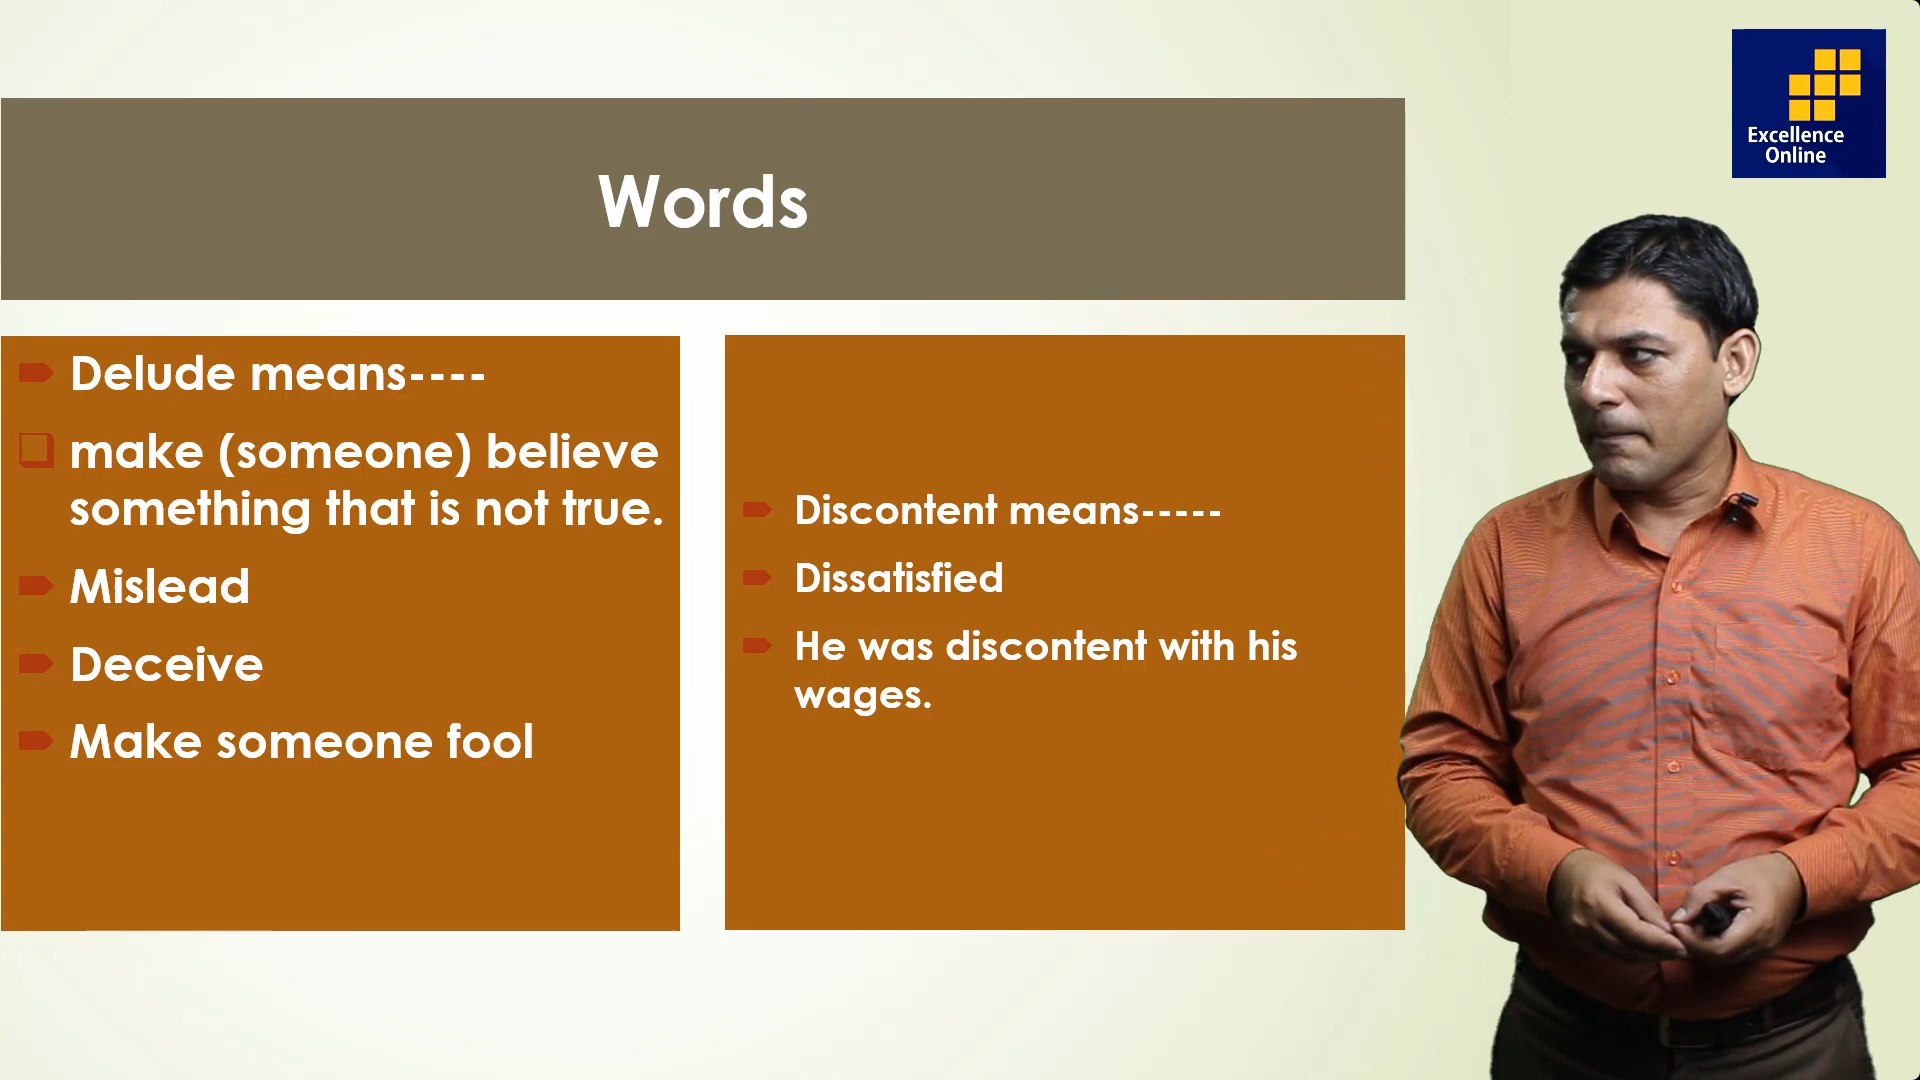 Excellence
Online
Words
Delude means----
make (someone) believe
something that is not true.
Mislead
Deceive
Make someone fool
Discontent means-----
Dissatisfied
He was discontent with his
wages.